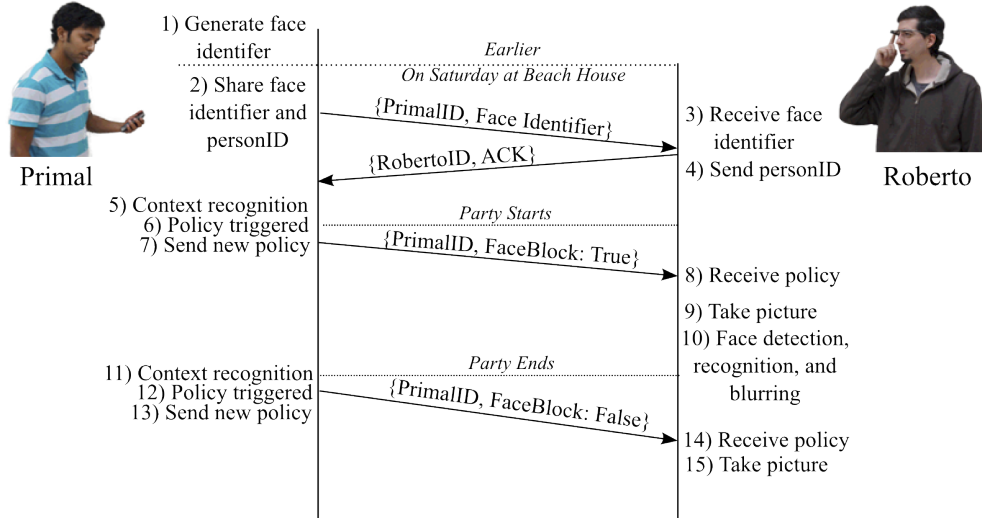 1) Generate face
identifer
Earlier
On Saturday at Beach House
2) Share face
identifier and
personID
{PrimalID, Face Identifier}
3) Receive face
identifier
{RobertoID, ACK}
4) Send personID
Primal
Roberto
5) Context recognition
6) Policy triggered
7) Send new policy
Party Starts
{PrimalID, FaceBlock: True}
8) Receive policy
9) Take picture
10) Face detection,
recognition, and
blurring
Party Ends
11) Context recognition
12) Policy triggered
13) Send new policy
{PrimalID, FaceBlock: False}
14) Receive policy
15) Take picture